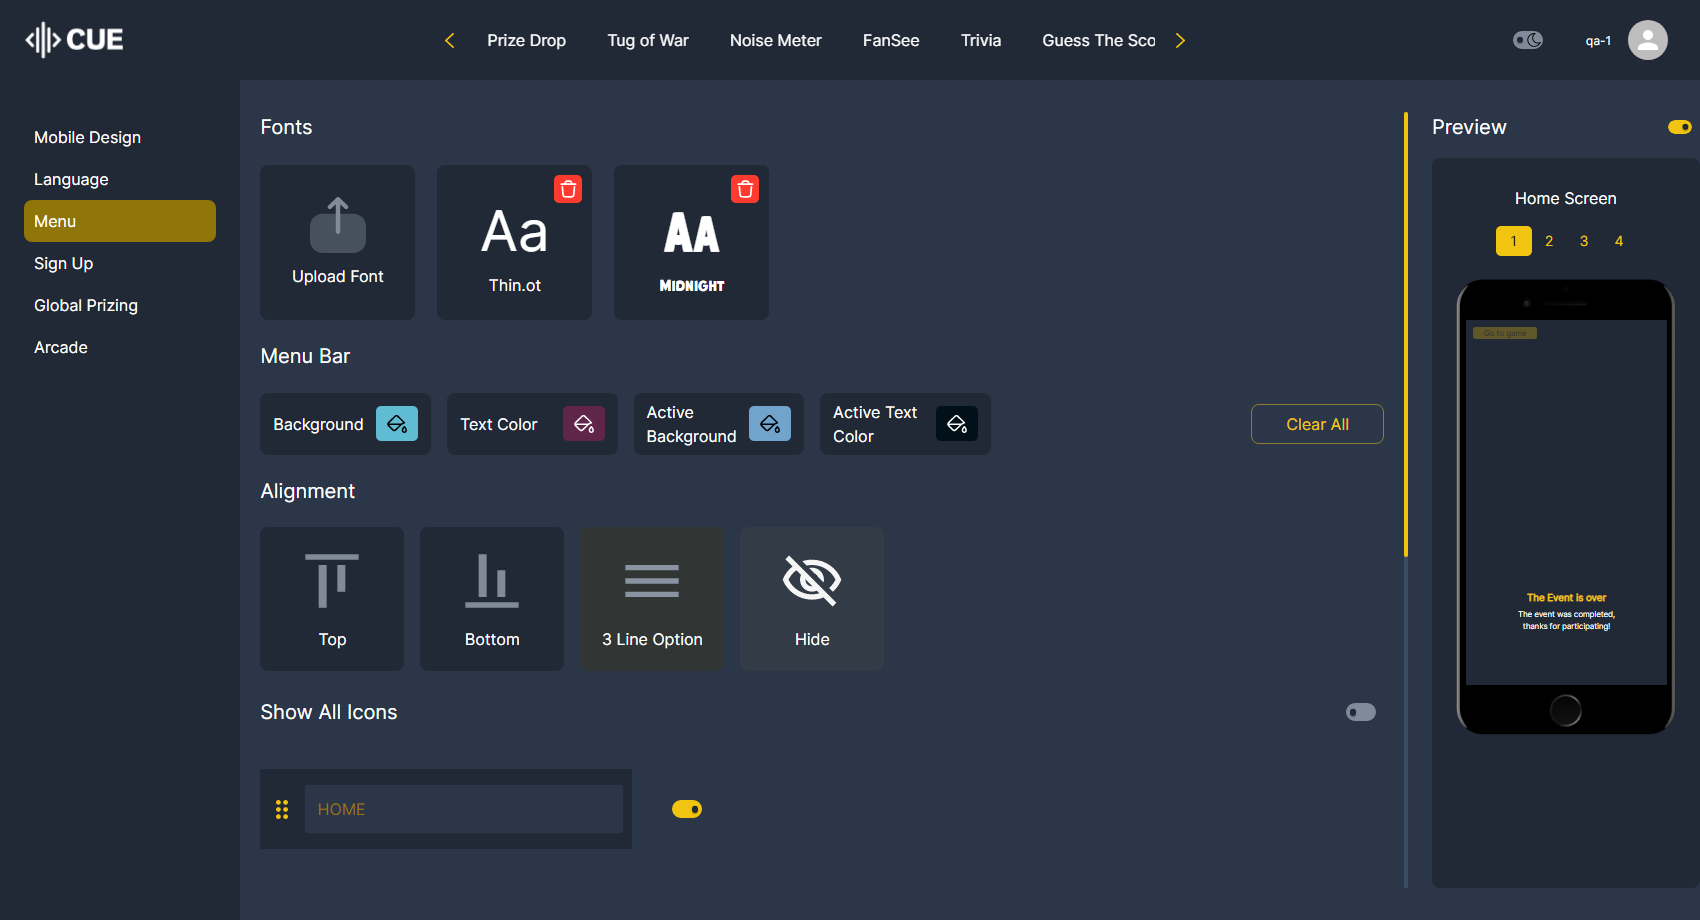 CUE
Prize Drop
Tug of War
Noise Meter
FanSee
Trivia
Guess The Sco
qa-1
Mobile Design
Language
Menu
Sign Up
Global Prizing
Arcade
Fonts
Upload Font
Aa
Thin.ot
AA
MIDNIGHT
Menu Bar
Background
Text Color
Active
Background
Active Text
Color
Clear All
Alignment
Top
Bottom
3 Line Option
Hide
Show All Icons
HOME
Preview
Home Screen
1 2 3 4
Go to game
The Event is over
The event was completed,
thanks for participating!